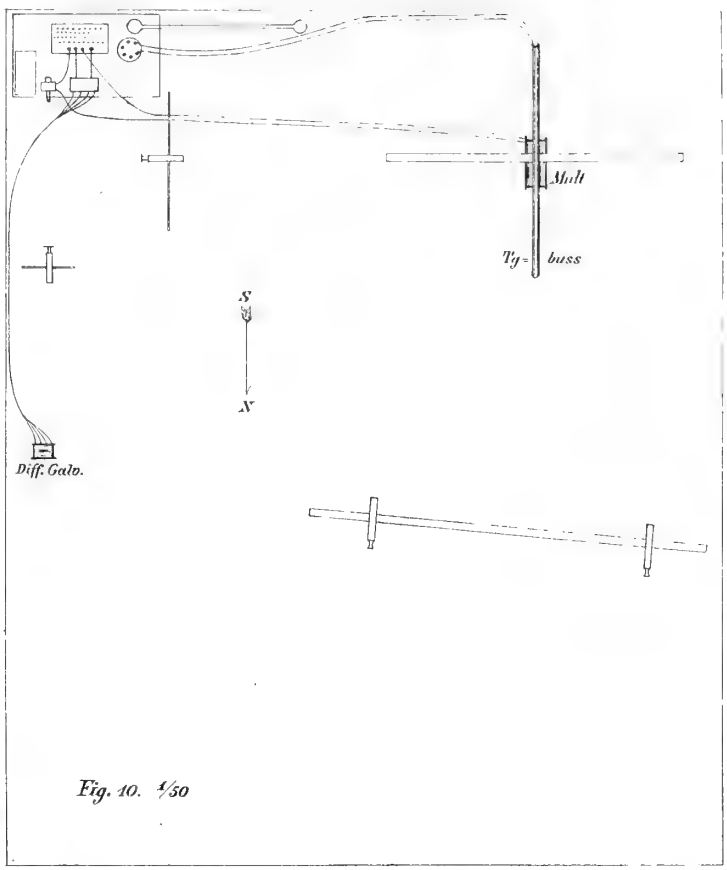 Mult
Tg = buss
S
N
Diff. Galv.
Fig. 10. 1/50